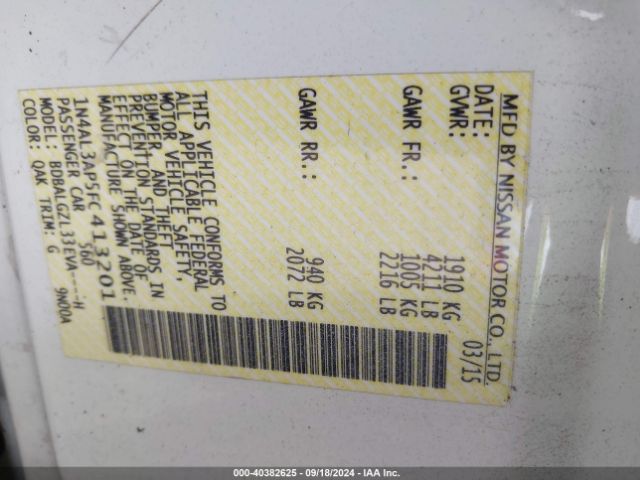 MFD BY NISSAN MOTOR CO., LTD.
DATE: 03/15
GVWR: 1910 KG
4211 LB
GAWR FR.: 1005 KG
2216 LB
GAWR RR.: 940 KG
2072 LB
THIS VEHICLE CONFORMS TO
ALL APPLICABLE FEDERAL
MOTOR VEHICLE SAFETY,
BUMPER, AND THEFT
PREVENTION STANDARDS IN
EFFECT ON THE DATE OF
MANUFACTURE SHOWN ABOVE.
1N4AL3AP5FC413201
PASSENGER CAR 560 9N00A
MODEL: BDBALGZL33EVA----H
COLOR: QAK TRIM: G
000-40382625 - 09/18/2024 - IAA Inc.